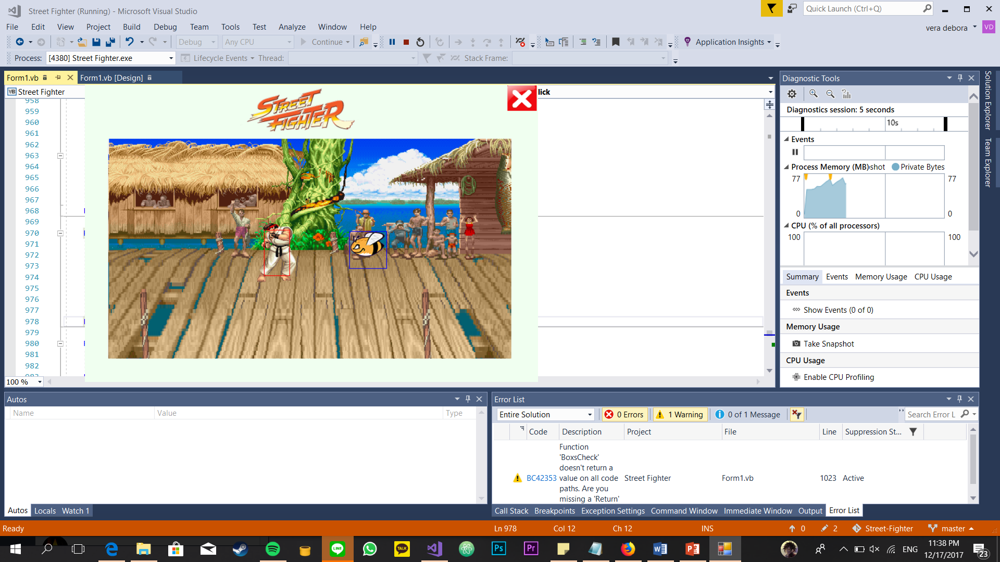 Street Fighter (Running) - Microsoft Visual Studio
Quick Launch (Ctrl+Q)
File Edit View Project Build Debug Team Tools Test Analyze Window Help
vera debora
VD
Debug Any CPU Continue Application Insights
Process: [4380] Street Fighter.exe Lifecycle Events Thread: Stack Frame:
Form1.vb Form1.vb [Design]
VB Street Fighter
lick
STREET
FIGHTER
958
959
960
961
962
963
964
965
966
967
968
969
970
971
972
973
974
975
976
977
978
979
980
981
982
100 %
Diagnostic Tools
Diagnostics session: 5 seconds
10s
Events
Process Memory (MB) shot Private Bytes
77 77
0 0
CPU (% of all processors)
100 100
Summary Events Memory Usage CPU Usage
Events
Show Events (0 of 0)
Memory Usage
Take Snapshot
CPU Usage
Enable CPU Profiling
Solution Explorer
Team Explorer
Autos
Name Value Type
Autos Locals Watch 1
Error List
Entire Solution 0 Errors 1 Warning 0 of 1 Message Search Error L
Code Description Project File Line Suppression St...
Function
'BoxsCheck'
doesn't return a
BC42353 value on all code Street Fighter Form1.vb 1023 Active
paths. Are you
missing a 'Return'
Call Stack Breakpoints Exception Settings Command Window Immediate Window Output Error List
Ready Ln 978 Col 12 Ch 12 INS 0 2 Street-Fighter master
LINE
TALK
Ps
Pr
ENG
11:38 PM
12/17/2017
23